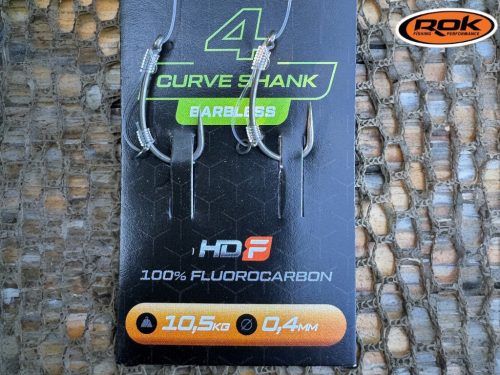 ROK
FISHING PERFORMANCE
4
CURVE SHANK
BARBLESS
HDF
100% FLUOROCARBON
10,5KG Ø 0,4MM